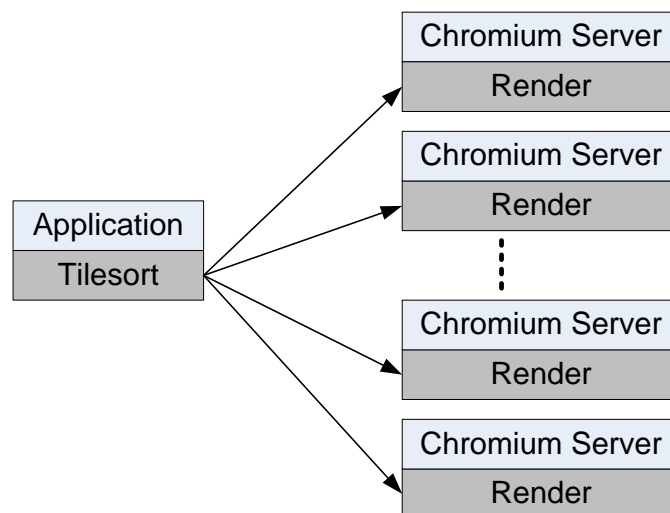 Chromium Server
Render
Chromium Server
Render
Application
Tilesort
Chromium Server
Render
Chromium Server
Render